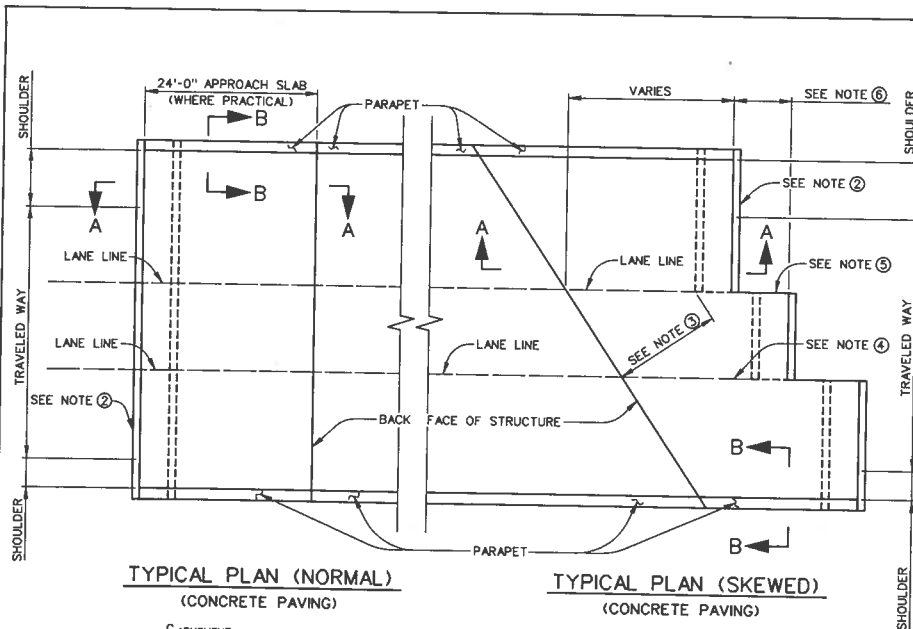 SHOULDER
24'-0" APPROACH SLAB
(WHERE PRACTICAL)
B
PARAPET
VARIES
SEE NOTE ⑥
SHOULDER
B
SEE NOTE ②
A
A
A
A
LANE LINE
LANE LINE
SEE NOTE ⑤
TRAVELED WAY
LANE LINE
LANE LINE
SEE NOTE ③
SEE NOTE ④
TRAVELED WAY
SEE NOTE ②
BACK FACE OF STRUCTURE
B
SHOULDER
PARAPET
B
SHOULDER
TYPICAL PLAN (NORMAL)
(CONCRETE PAVING)
TYPICAL PLAN (SKEWED)
(CONCRETE PAVING)